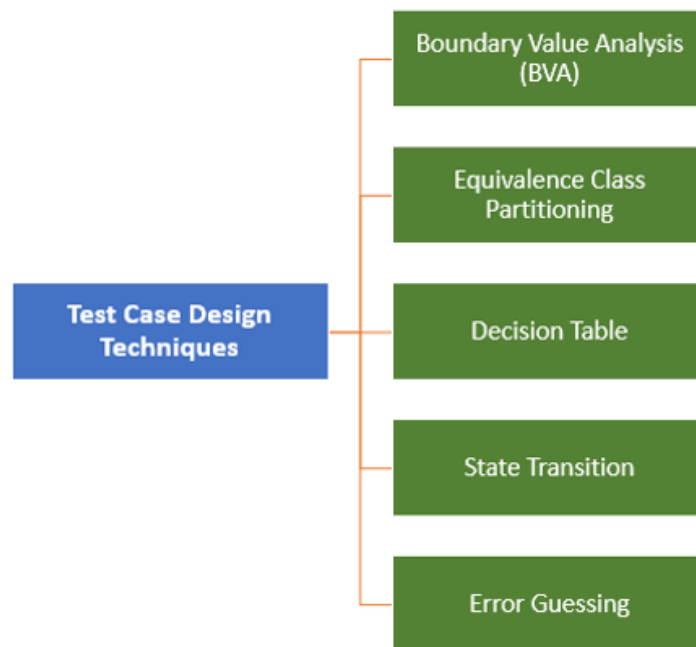 Boundary Value Analysis
(BVA)
Equivalence Class
Partitioning
Test Case Design
Techniques
Decision Table
State Transition
Error Guessing